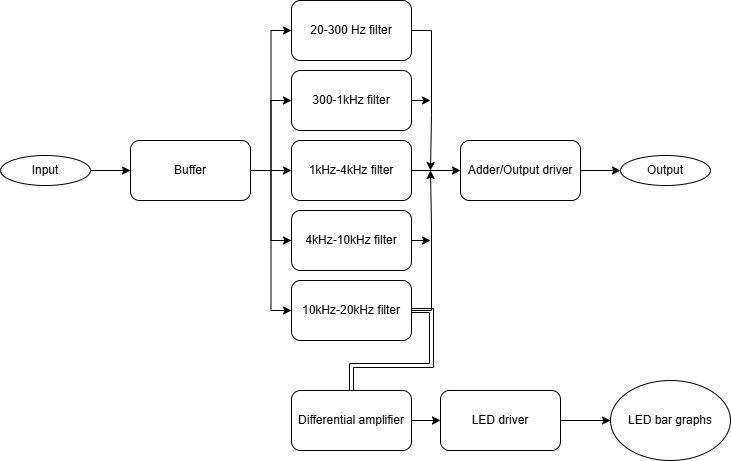 20-300 Hz filter
300-1kHz filter
Input
Buffer
1kHz-4kHz filter
Adder/Output driver
Output
4kHz-10kHz filter
10kHz-20kHz filter
Differential amplifier
LED driver
LED bar graphs